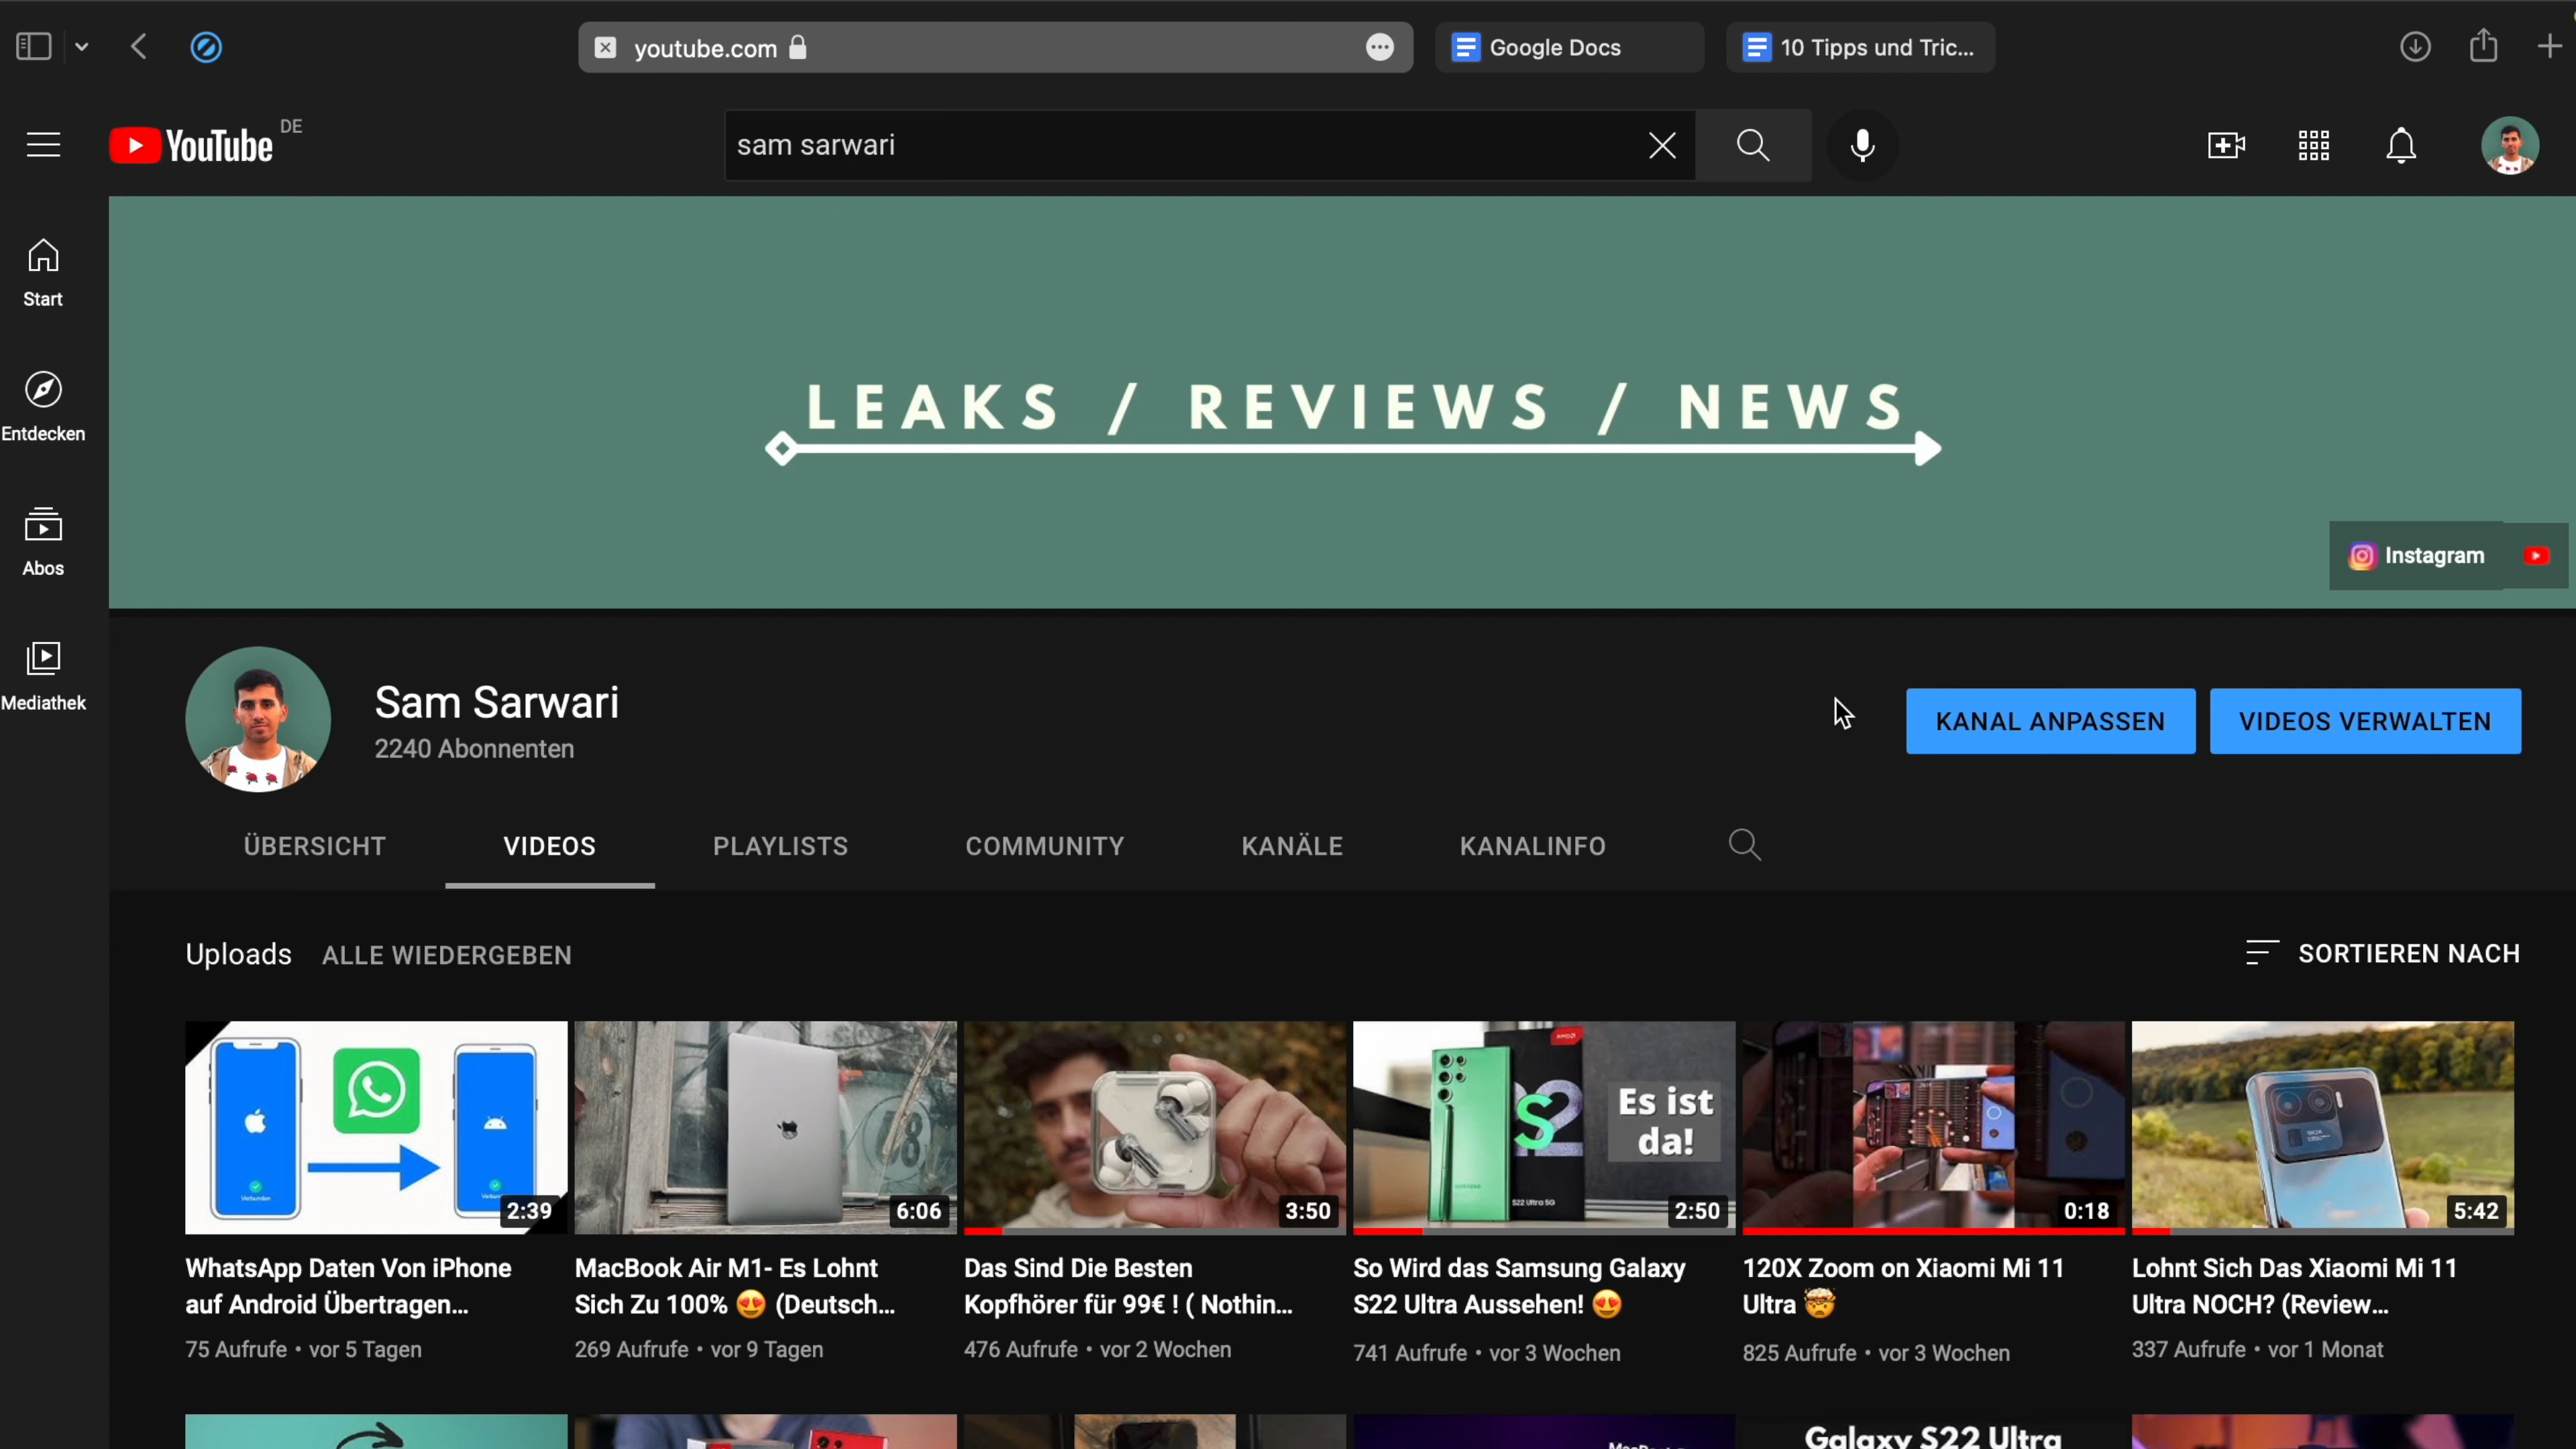 youtube.com
Google Docs
10 Tipps und Tric...
YouTube
DE
sam sarwari
Start
Entdecken
Abos
Mediathek
LEAKS / REVIEWS / NEWS
Instagram
Sam Sarwari
2240 Abonnenten
KANAL ANPASSEN
VIDEOS VERWALTEN
ÜBERSICHT
VIDEOS
PLAYLISTS
COMMUNITY
KANÄLE
KANALINFO
Uploads
ALLE WIEDERGEBEN
SORTIEREN NACH
Verbunden
2:39
WhatsApp Daten Von iPhone
auf Android Übertragen...
75 Aufrufe • vor 5 Tagen
6:06
MacBook Air M1- Es Lohnt
Sich Zu 100% 😍 (Deutsch...
269 Aufrufe • vor 9 Tagen
3:50
Das Sind Die Besten
Kopfhörer für 99€ ! ( Nothin...
476 Aufrufe • vor 2 Wochen
Es ist
da!
S22 Ultra 5G
2:50
So Wird das Samsung Galaxy
S22 Ultra Aussehen! 😍
741 Aufrufe • vor 3 Wochen
0:18
120X Zoom on Xiaomi Mi 11
Ultra 🤯
825 Aufrufe • vor 3 Wochen
5:42
Lohnt Sich Das Xiaomi Mi 11
Ultra NOCH? (Review...
337 Aufrufe • vor 1 Monat
Galaxy S22 Ultra